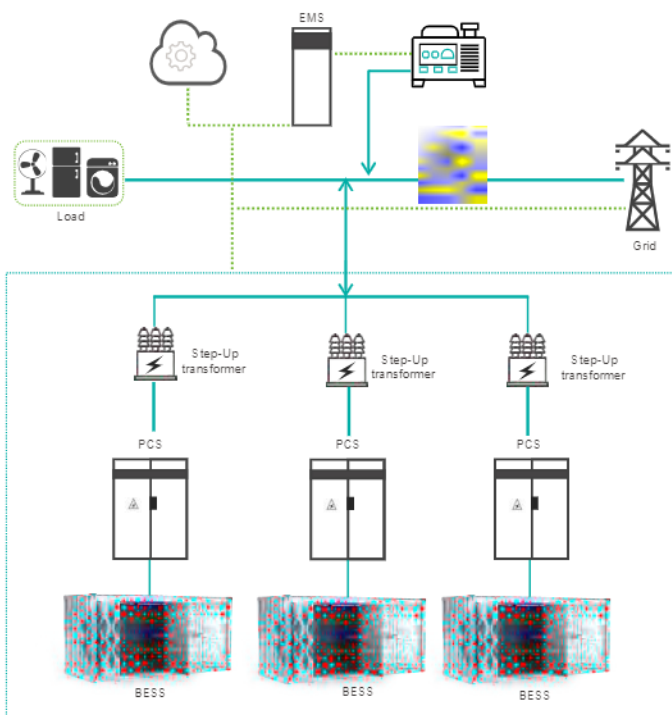 EMS
Load
Grid
Step-Up
transformer
Step-Up
transformer
Step-Up
transformer
PCS
PCS
PCS
BESS
BESS
BESS